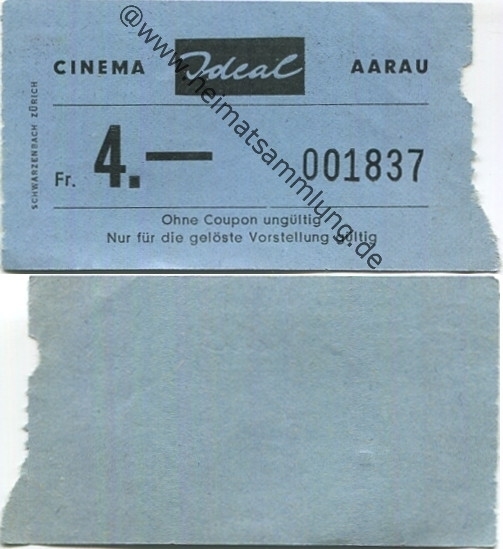 CINEMA Ideal AARAU
SCHWARZENBACH ZÜRICH
Fr. 4.— 001837
Ohne Coupon ungültig
Nur für die gelöste Vorstellung gültig
@www.heimatsammlung.de